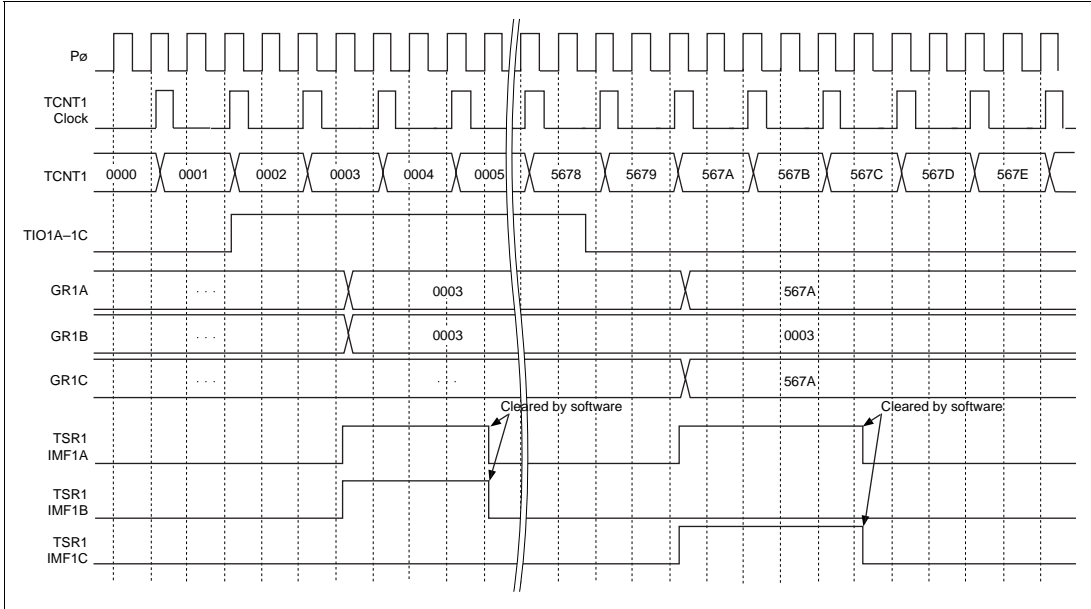 Pø
TCNT1
Clock
TCNT1 0000 0001 0002 0003 0004 0005 5678 5679 567A 567B 567C 567D 567E
TIO1A–1C
GR1A · · · 0003 567A
GR1B · · · 0003 0003
GR1C · · · · · · 567A
Cleared by software Cleared by software
TSR1
IMF1A
TSR1
IMF1B
TSR1
IMF1C